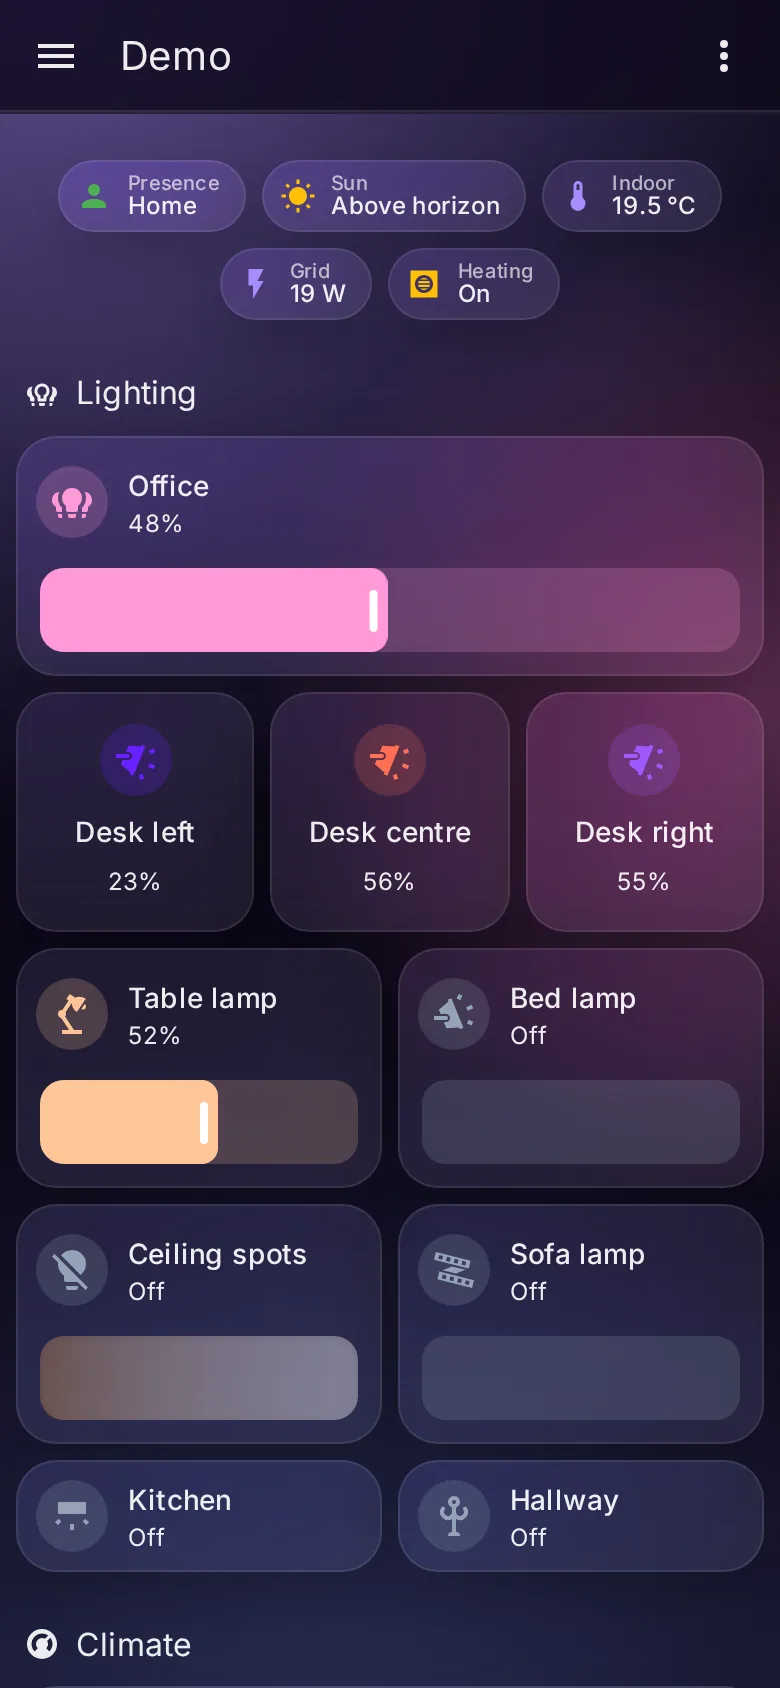 Demo
Presence
Home
Sun
Above horizon
Indoor
19.5 °C
Grid
19 W
Heating
On
Lighting
Office
48%
Desk left
23%
Desk centre
56%
Desk right
55%
Table lamp
52%
Bed lamp
Off
Ceiling spots
Off
Sofa lamp
Off
Kitchen
Off
Hallway
Off
Climate